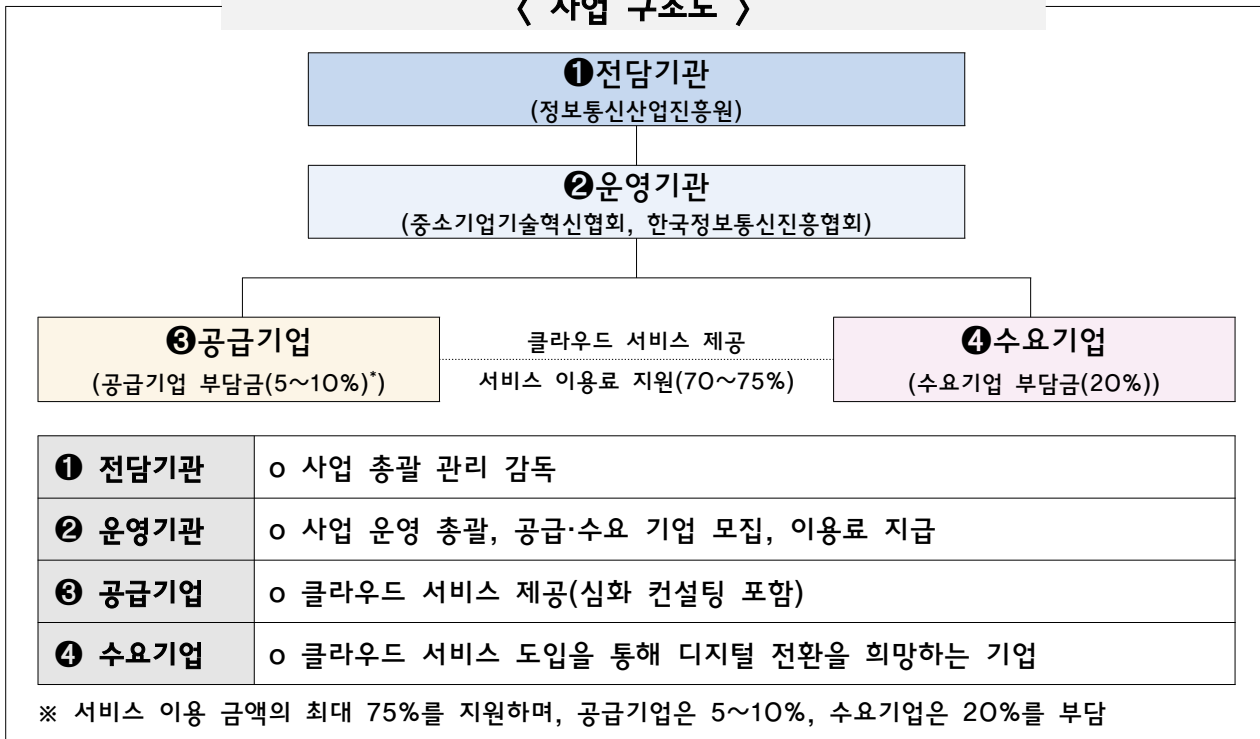 < 사업 구조도 >
❶전담기관
(정보통신산업진흥원)
❷운영기관
(중소기업기술혁신협회, 한국정보통신진흥협회)
❸공급기업
(공급기업 부담금(5~10%)*)
클라우드 서비스 제공
서비스 이용료 지원(70~75%)
❹수요기업
(수요기업 부담금(20%))
❶ 전담기관
o 사업 총괄 관리 감독
❷ 운영기관
o 사업 운영 총괄, 공급·수요 기업 모집, 이용료 지급
❸ 공급기업
o 클라우드 서비스 제공(심화 컨설팅 포함)
❹ 수요기업
o 클라우드 서비스 도입을 통해 디지털 전환을 희망하는 기업
※ 서비스 이용 금액의 최대 75%를 지원하며, 공급기업은 5~10%, 수요기업은 20%를 부담